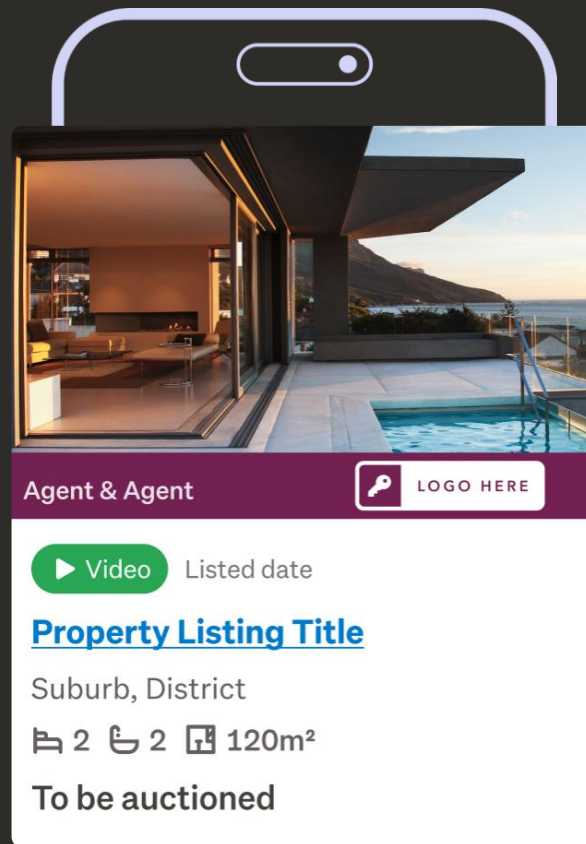 Agent & Agent
LOGO HERE
Video Listed date
Property Listing Title
Suburb, District
2 2 120m²
To be auctioned